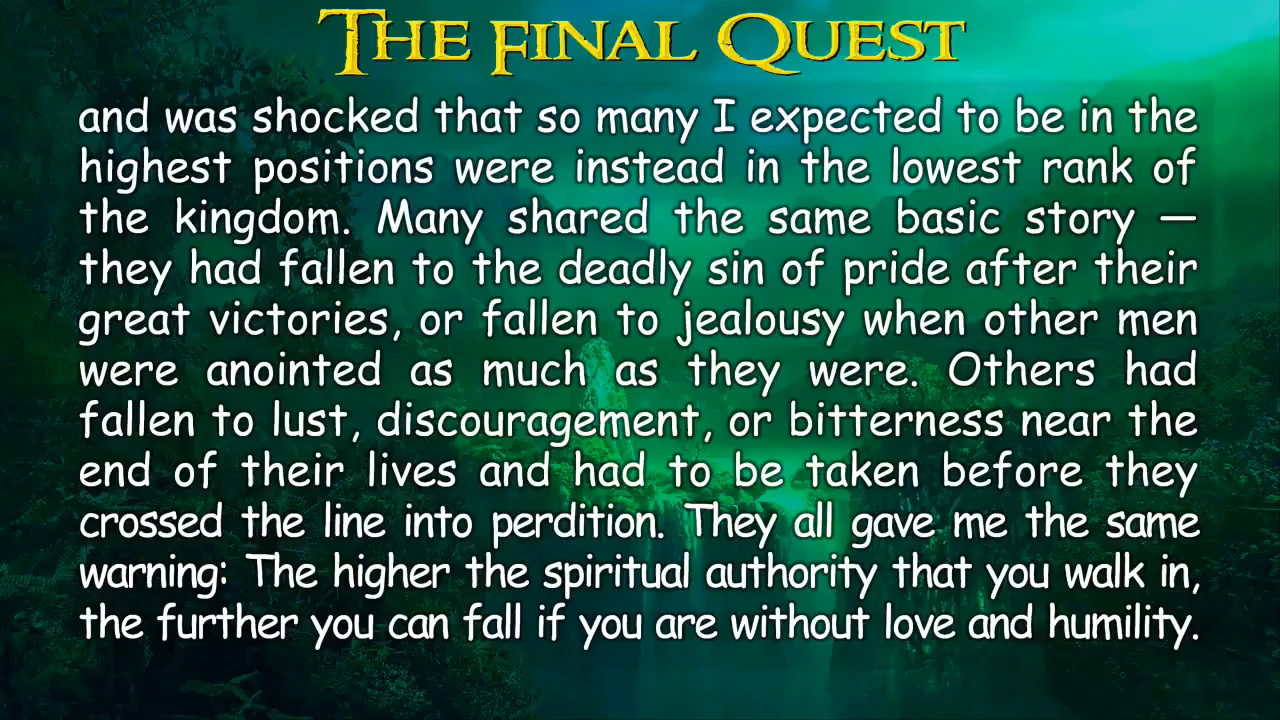 The Final Quest
and was shocked that so many I expected to be in the
highest positions were instead in the lowest rank of
the kingdom. Many shared the same basic story —
they had fallen to the deadly sin of pride after their
great victories, or fallen to jealousy when other men
were anointed as much as they were. Others had
fallen to lust, discouragement, or bitterness near the
end of their lives and had to be taken before they
crossed the line into perdition. They all gave me the same
warning: The higher the spiritual authority that you walk in,
the further you can fall if you are without love and humility.